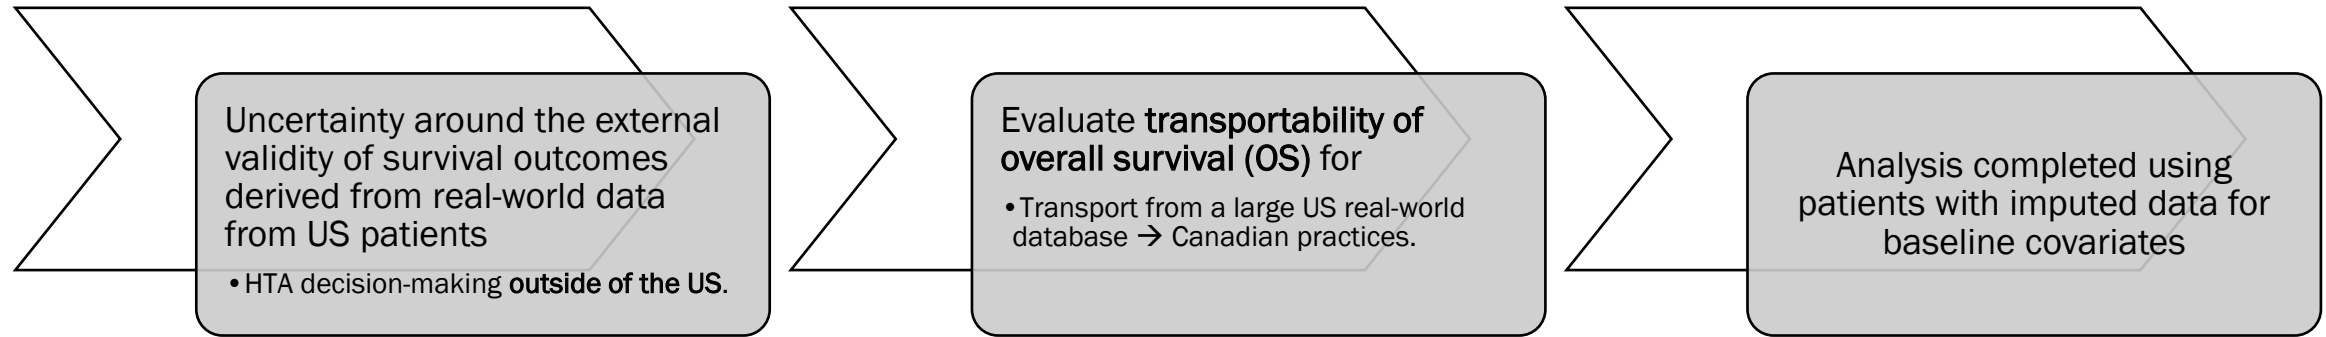 Uncertainty around the external
validity of survival outcomes
derived from real-world data
from US patients
•HTA decision-making outside of the US.
Evaluate transportability of
overall survival (OS) for
•Transport from a large US real-world
database → Canadian practices.
Analysis completed using
patients with imputed data for
baseline covariates